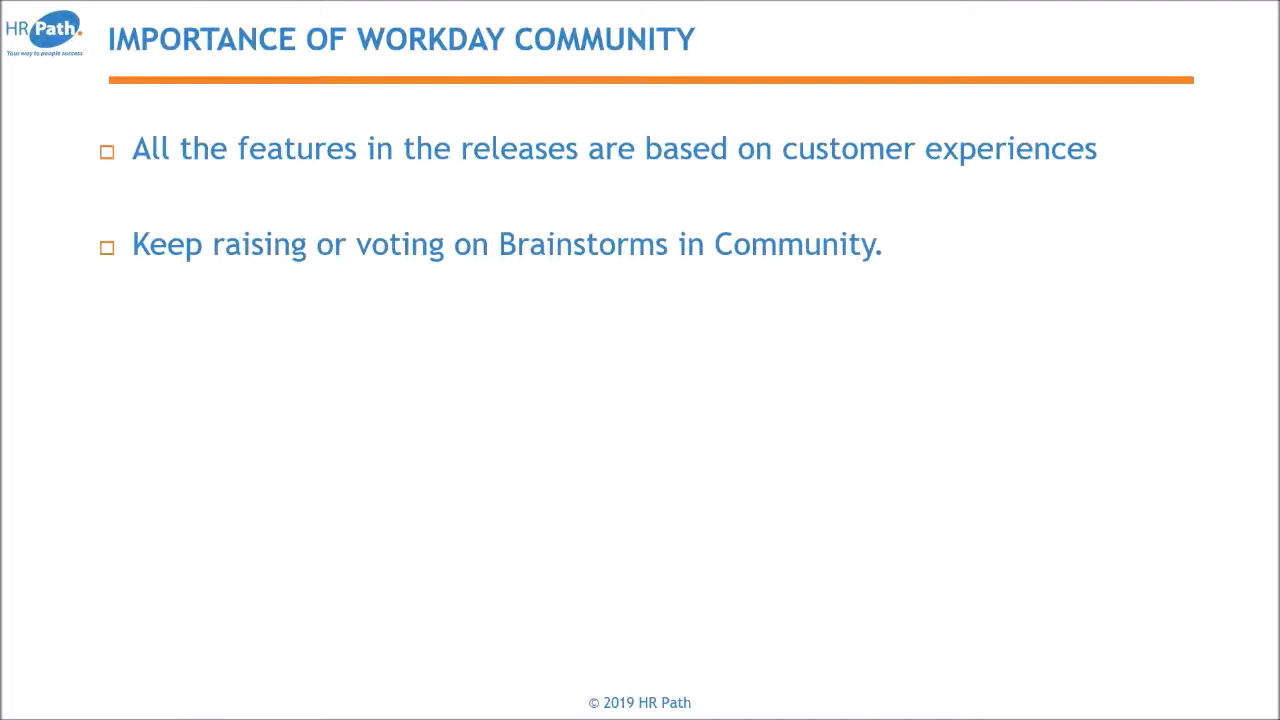 HR Path.
Your way to people success
IMPORTANCE OF WORKDAY COMMUNITY
All the features in the releases are based on customer experiences
Keep raising or voting on Brainstorms in Community.
© 2019 HR Path